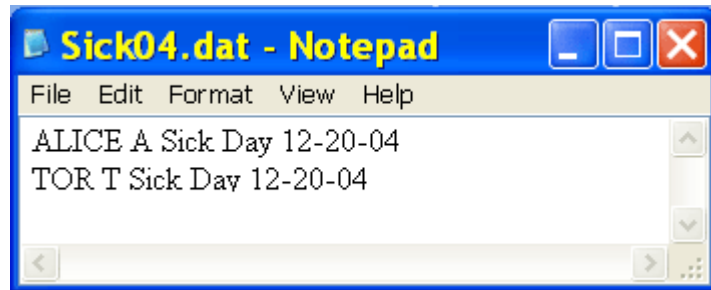 Sick04.dat - Notepad
File Edit Format View Help
ALICE A Sick Day 12-20-04
TOR T Sick Day 12-20-04